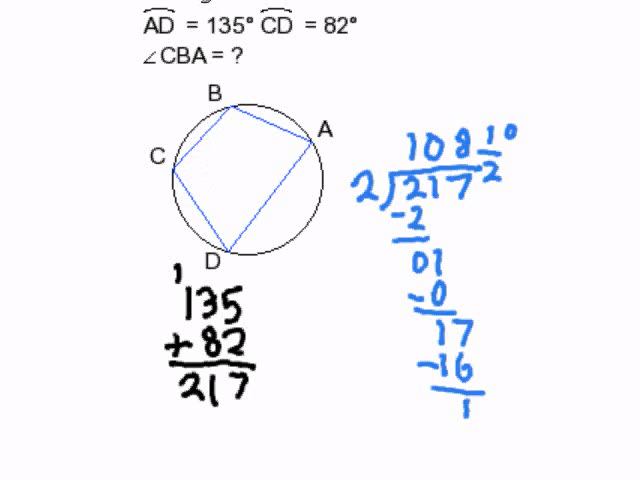 AD = 135° CD = 82°
∠CBA = ?
B
A
C
D
1
135
+ 82
217
108 1/2°
2)217
-2
01
-0
17
-16
1